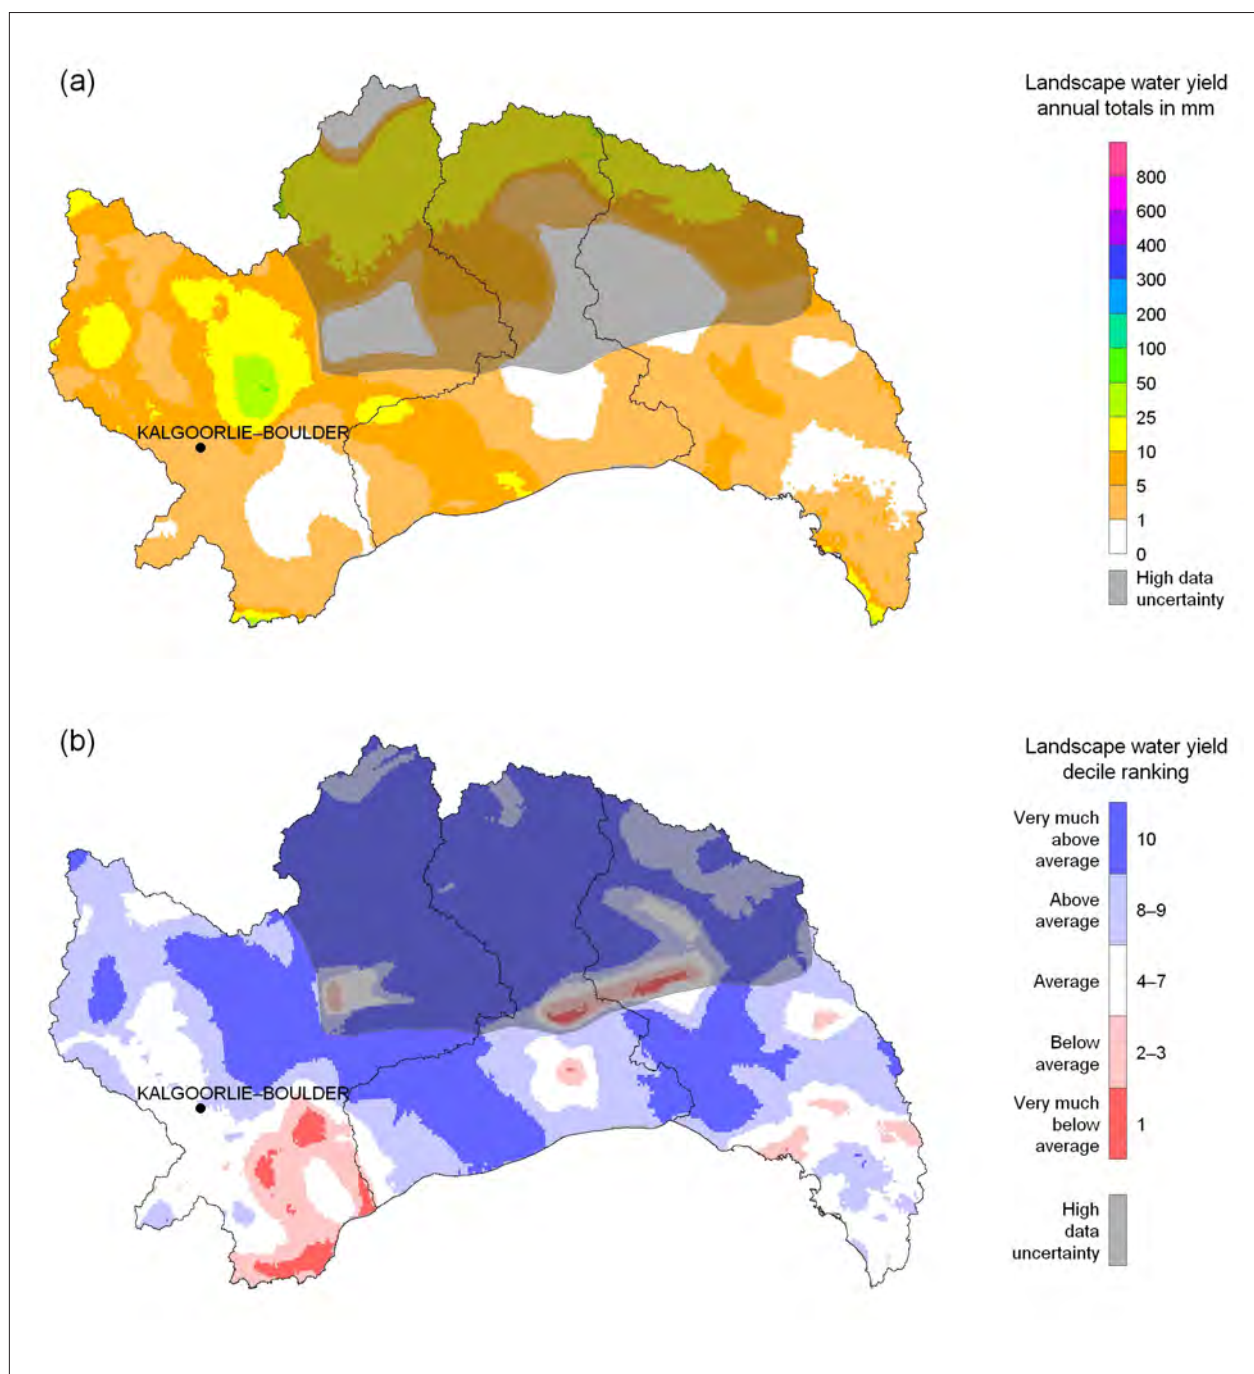 (a)
Landscape water yield
annual totals in mm
800
600
400
300
200
100
50
25
10
5
1
0
High data
uncertainty
KALGOORLIE–BOULDER
(b)
Landscape water yield
decile ranking
Very much
above
average
10
Above
average
8–9
Average
4–7
Below
average
2–3
Very much
below
average
1
High
data
uncertainty
KALGOORLIE–BOULDER